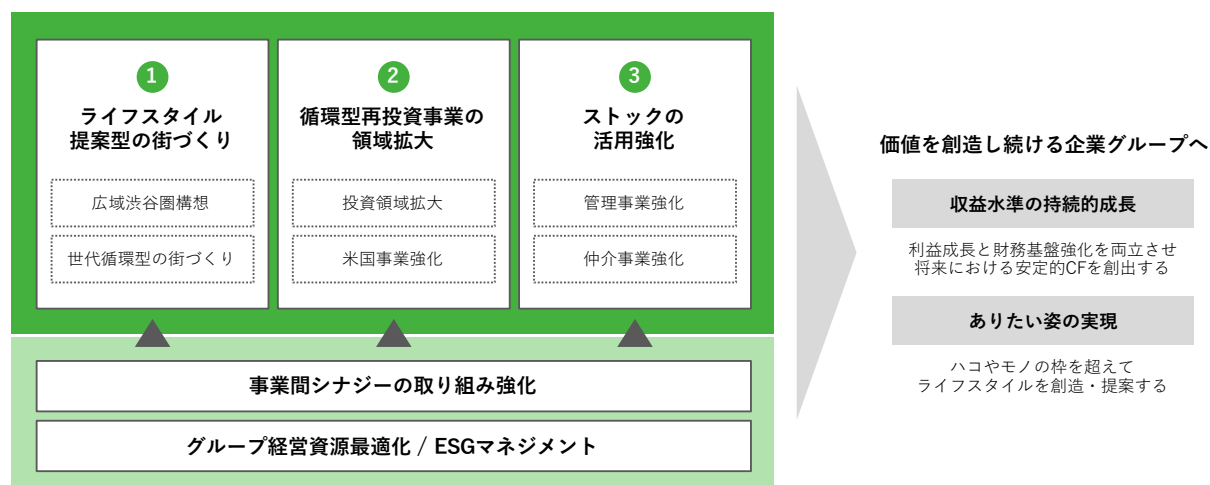 1
ライフスタイル
提案型の街づくり
広域渋谷圏構想
世代循環型の街づくり
2
循環型再投資事業の
領域拡大
投資領域拡大
米国事業強化
3
ストックの
活用強化
管理事業強化
仲介事業強化
事業間シナジーの取り組み強化
グループ経営資源最適化 / ESGマネジメント
価値を創造し続ける企業グループへ
収益水準の持続的成長
利益成長と財務基盤強化を両立させ
将来における安定的CFを創出する
ありたい姿の実現
ハコやモノの枠を超えて
ライフスタイルを創造・提案する